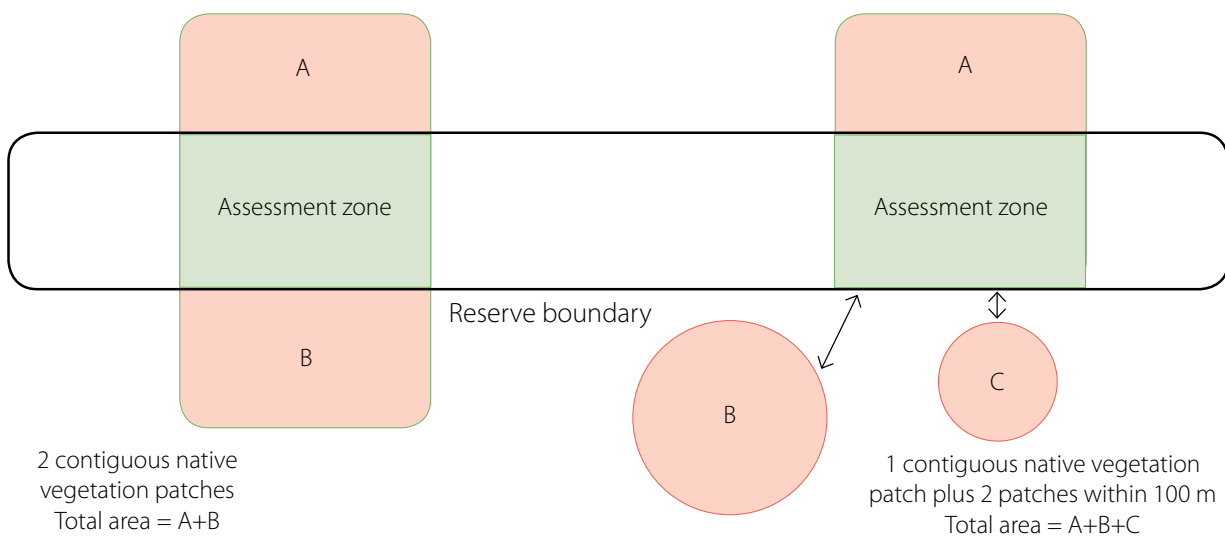 A
A
Assessment zone
Assessment zone
Reserve boundary
B
B
C
2 contiguous native
vegetation patches
Total area = A+B
1 contiguous native vegetation
patch plus 2 patches within 100 m
Total area = A+B+C